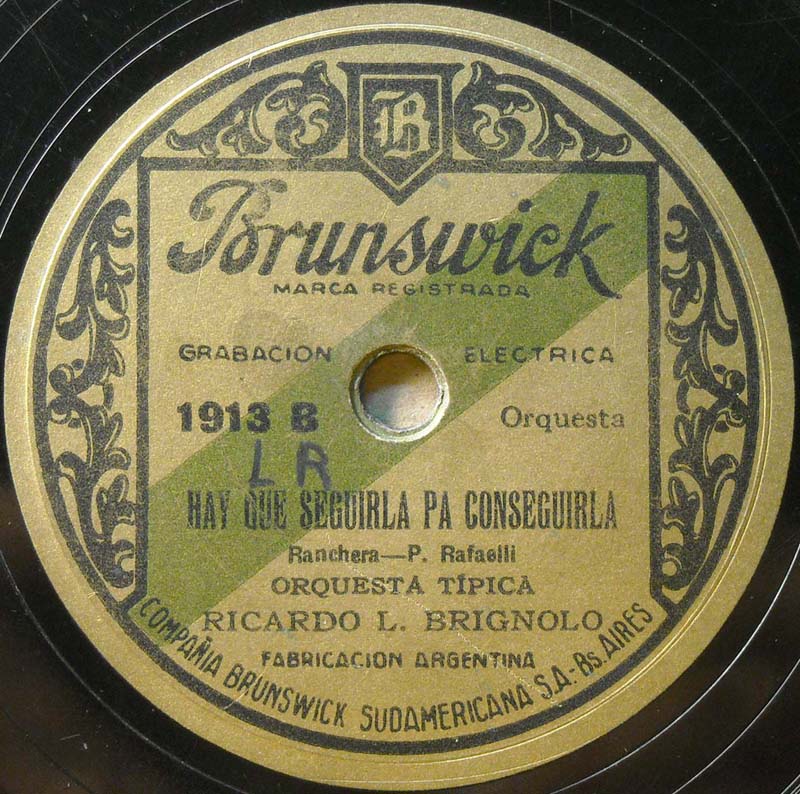 B
Brunswick
MARCA REGISTRADA
GRABACION ELECTRICA
1913 B Orquesta
LR
HAY QUE SEGUIRLA PA CONSEGUIRLA
Ranchera—P. Rafaelli
ORQUESTA TÍPICA
RICARDO L. BRIGNOLO
FABRICACION ARGENTINA
COMPAÑIA BRUNSWICK SUDAMERICANA S.A.-Bs. AIRES